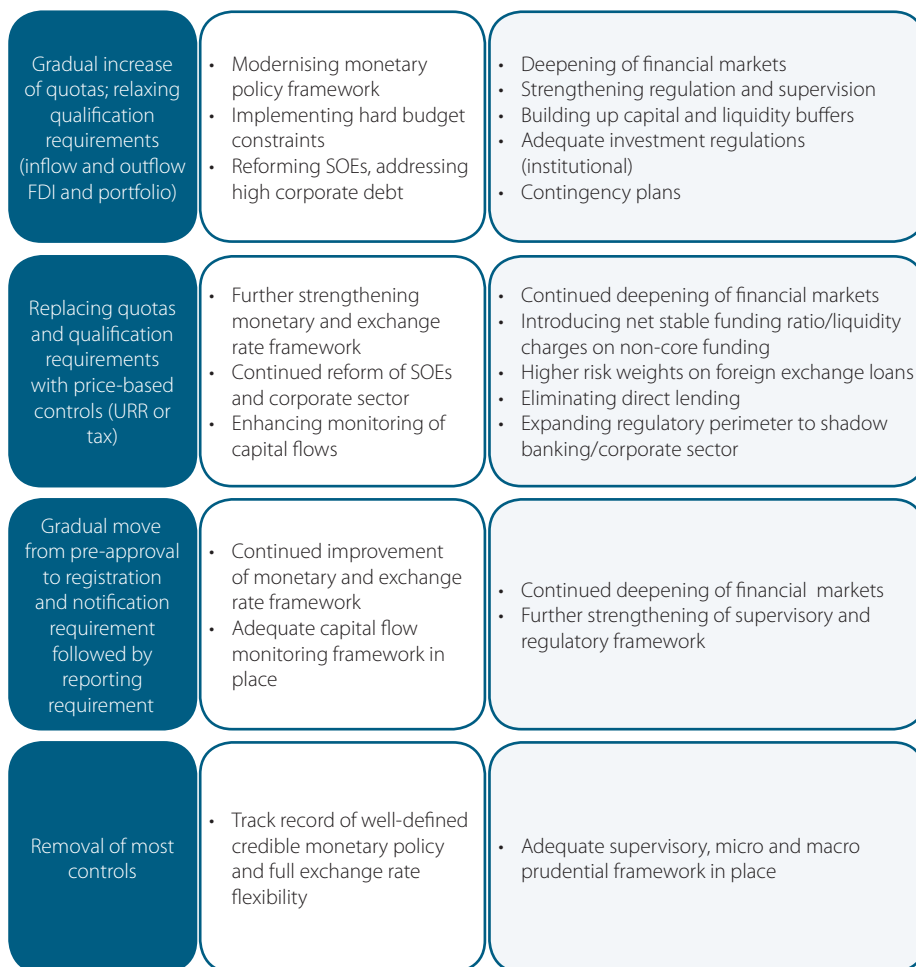 Gradual increase
of quotas; relaxing
qualification
requirements
(inflow and outflow
FDI and portfolio)
• Modernising monetary
policy framework
• Implementing hard budget
constraints
• Reforming SOEs, addressing
high corporate debt
• Deepening of financial markets
• Strengthening regulation and supervision
• Building up capital and liquidity buffers
• Adequate investment regulations
(institutional)
• Contingency plans
Replacing quotas
and qualification
requirements
with price-based
controls (URR or
tax)
• Further strengthening
monetary and exchange
rate framework
• Continued reform of SOEs
and corporate sector
• Enhancing monitoring of
capital flows
• Continued deepening of financial markets
• Introducing net stable funding ratio/liquidity
charges on non-core funding
• Higher risk weights on foreign exchange loans
• Eliminating direct lending
• Expanding regulatory perimeter to shadow
banking/corporate sector
Gradual move
from pre-approval
to registration
and notification
requirement
followed by
reporting
requirement
• Continued improvement
of monetary and exchange
rate framework
• Adequate capital flow
monitoring framework in
place
• Continued deepening of financial markets
• Further strengthening of supervisory and
regulatory framework
Removal of most
controls
• Track record of well-defined
credible monetary policy
and full exchange rate
flexibility
• Adequate supervisory, micro and macro
prudential framework in place